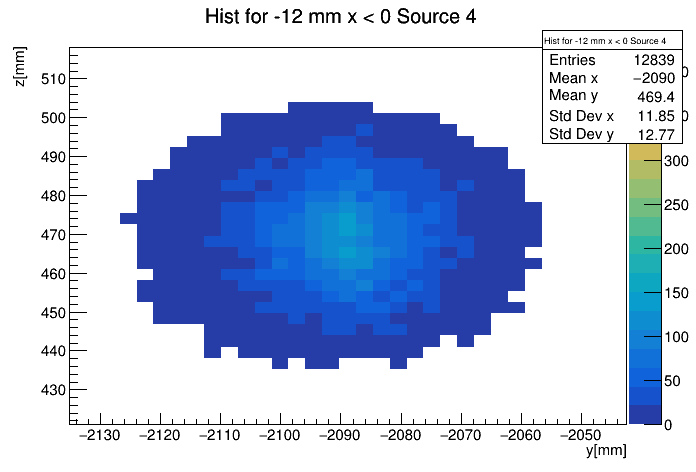 Hist for -12 mm x < 0 Source 4
z[mm]
Hist for -12 mm x < 0 Source 4
Entries 12839
Mean x −2090
Mean y 469.4
Std Dev x 11.85
Std Dev y 12.77
510
500
490
480
470
460
450
440
430
300
250
200
150
100
50
0
−2130 −2120 −2110 −2100 −2090 −2080 −2070 −2060 −2050
y[mm]